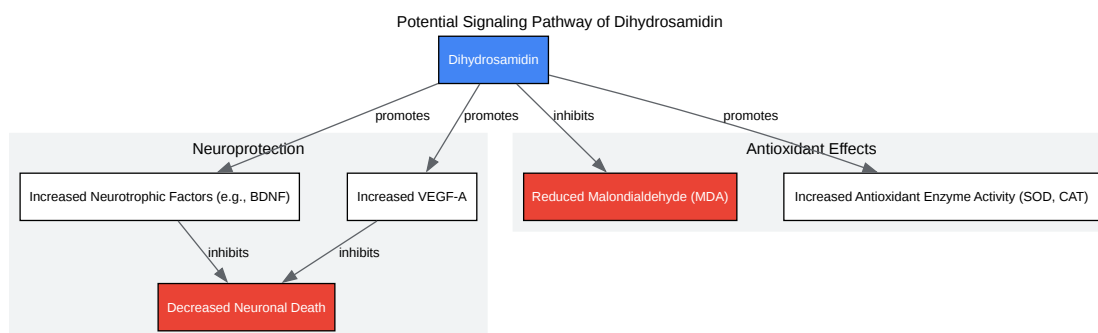 Potential Signaling Pathway of Dihydrosamidin
Dihydrosamidin
promotes
promotes
inhibits
promotes
Neuroprotection
Antioxidant Effects
Increased Neurotrophic Factors (e.g., BDNF)
Increased VEGF-A
Reduced Malondialdehyde (MDA)
Increased Antioxidant Enzyme Activity (SOD, CAT)
inhibits
inhibits
Decreased Neuronal Death